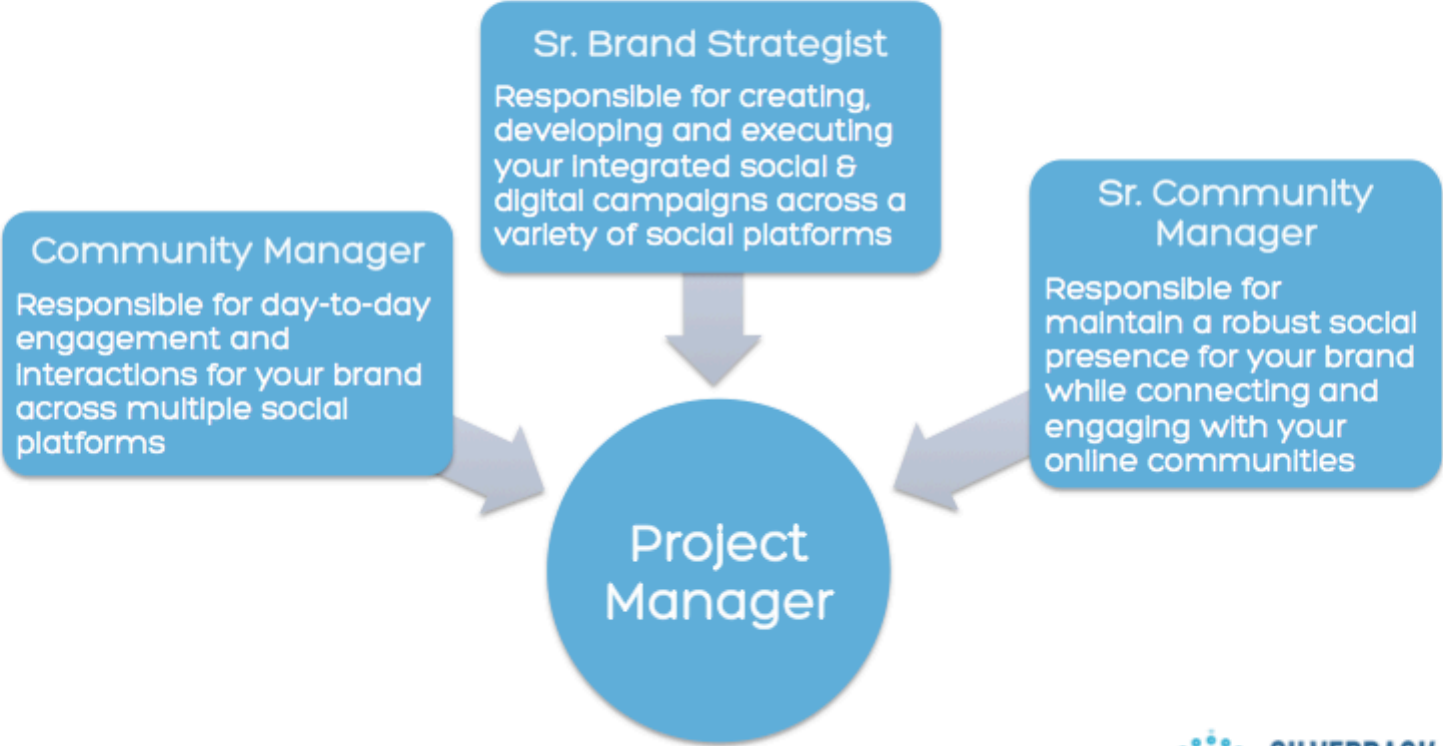 Sr. Brand Strategist
Responsible for creating,
developing and executing
your integrated social &
digital campaigns across a
variety of social platforms
Community Manager
Responsible for day-to-day
engagement and
interactions for your brand
across multiple social
platforms
Sr. Community
Manager
Responsible for
maintain a robust social
presence for your brand
while connecting and
engaging with your
online communities
Project
Manager